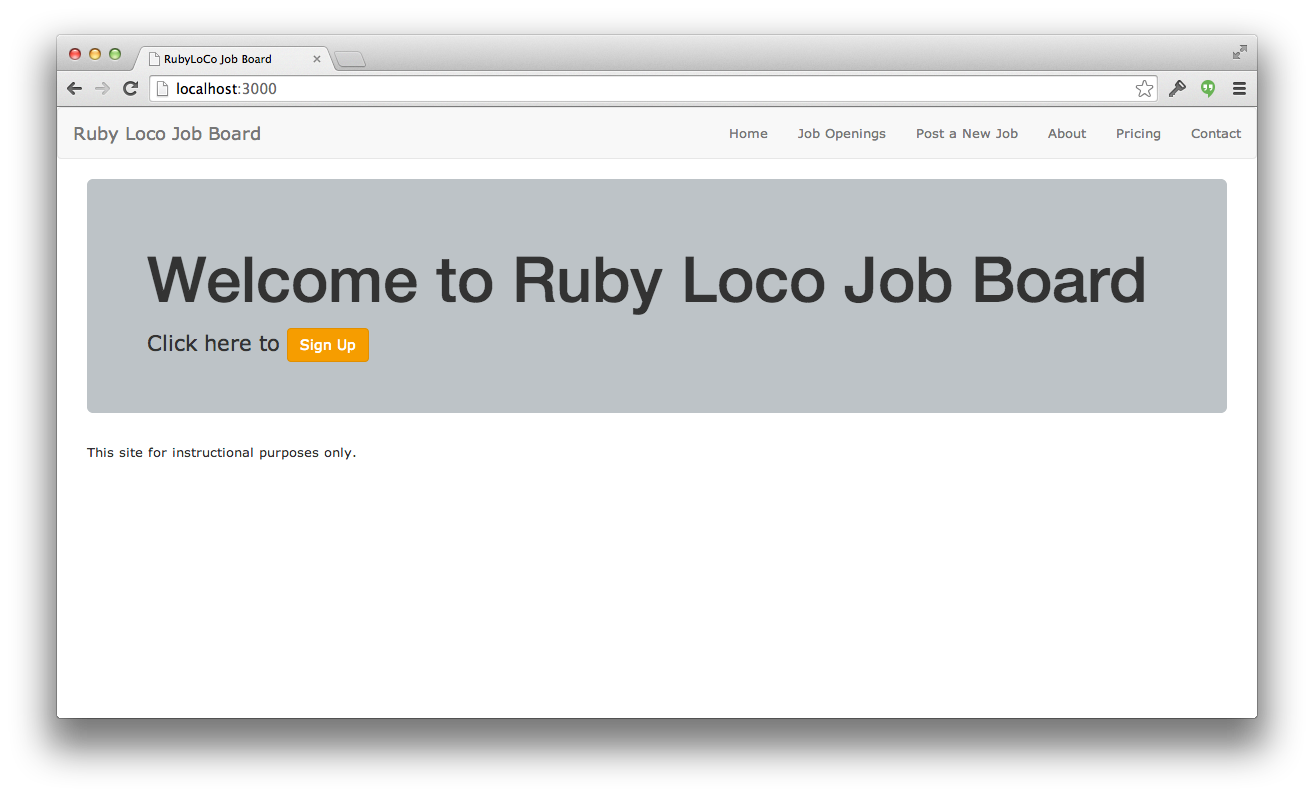 RubyLoCo Job Board
localhost:3000
Ruby Loco Job Board Home Job Openings Post a New Job About Pricing Contact
Welcome to Ruby Loco Job Board
Click here to Sign Up
This site for instructional purposes only.